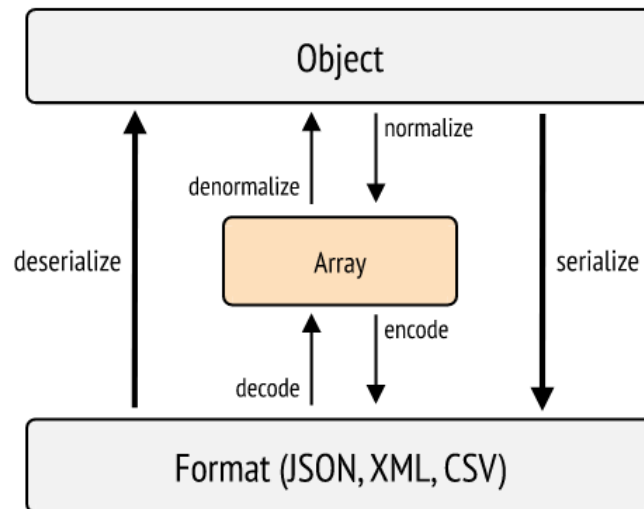 Object
normalize
denormalize
deserialize
Array
serialize
encode
decode
Format (JSON, XML, CSV)